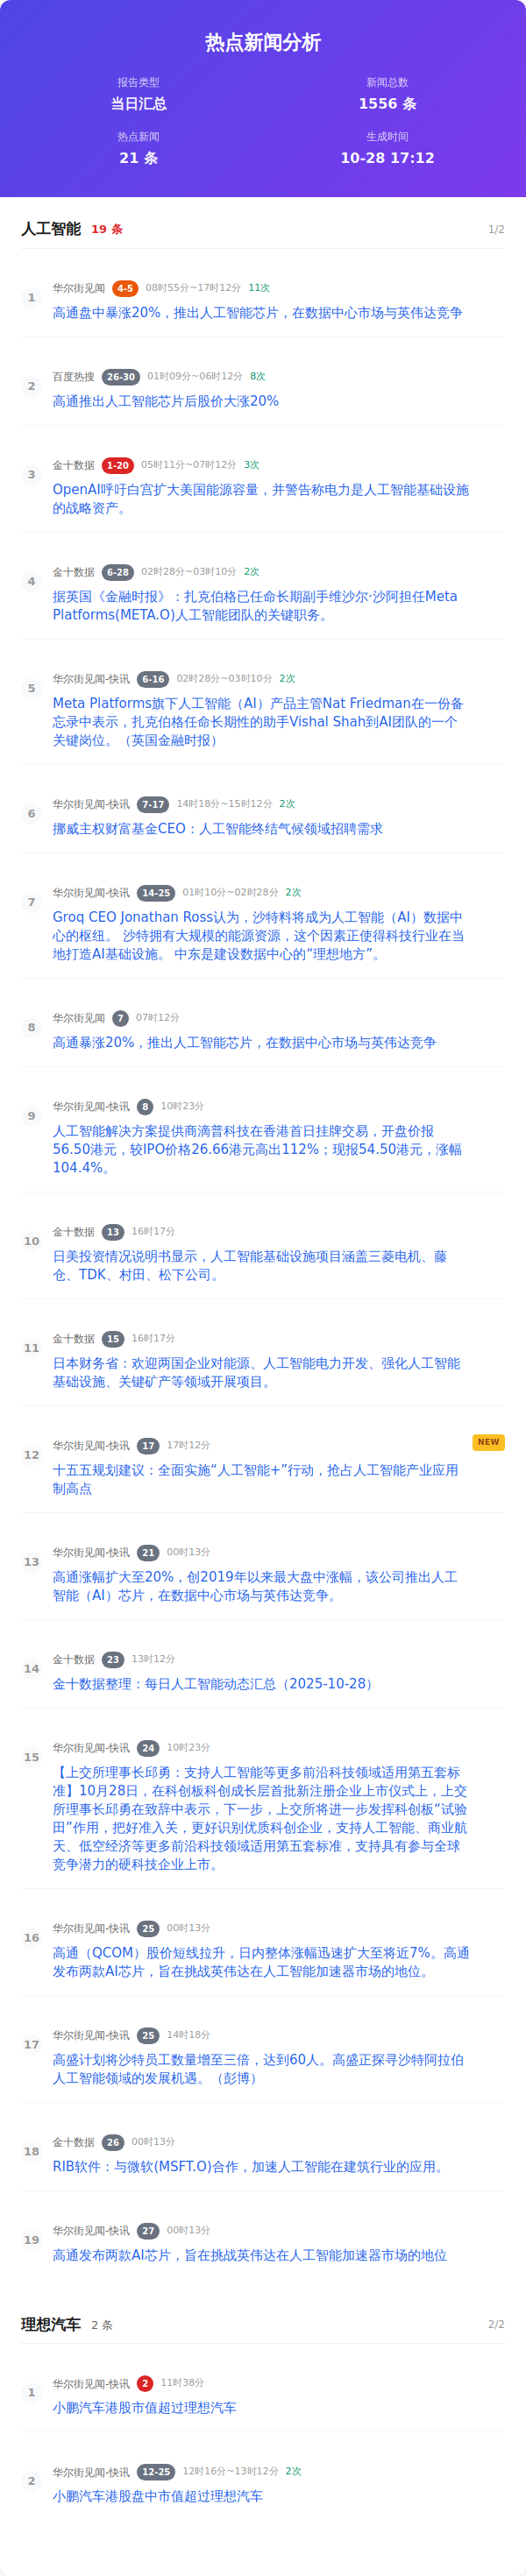 热点新闻分析
报告类型
新闻总数
当日汇总
1556 条
热点新闻
生成时间
21 条
10-28 17:12
人工智能 19 条 1/2
1
华尔街见闻 4-5 08时55分~17时12分 11次
高通盘中暴涨20%，推出人工智能芯片，在数据中心市场与英伟达竞争
2
百度热搜 26-30 01时09分~06时12分 8次
高通推出人工智能芯片后股价大涨20%
3
金十数据 1-20 05时11分~07时12分 3次
OpenAI呼吁白宫扩大美国能源容量，并警告称电力是人工智能基础设施
的战略资产。
4
金十数据 6-28 02时28分~03时10分 2次
据英国《金融时报》：扎克伯格已任命长期副手维沙尔·沙阿担任Meta
Platforms(META.O)人工智能团队的关键职务。
5
华尔街见闻-快讯 6-16 02时28分~03时10分 2次
Meta Platforms旗下人工智能（AI）产品主管Nat Friedman在一份备
忘录中表示，扎克伯格任命长期性的助手Vishal Shah到AI团队的一个
关键岗位。（英国金融时报）
6
华尔街见闻-快讯 7-17 14时18分~15时12分 2次
挪威主权财富基金CEO：人工智能终结气候领域招聘需求
7
华尔街见闻-快讯 14-25 01时10分~02时28分 2次
Groq CEO Jonathan Ross认为，沙特料将成为人工智能（AI）数据中
心的枢纽。 沙特拥有大规模的能源资源，这个因素正使得科技行业在当
地打造AI基础设施。 中东是建设数据中心的“理想地方”。
8
华尔街见闻 7 07时12分
高通暴涨20%，推出人工智能芯片，在数据中心市场与英伟达竞争
9
华尔街见闻-快讯 8 10时23分
人工智能解决方案提供商滴普科技在香港首日挂牌交易，开盘价报
56.50港元，较IPO价格26.66港元高出112%；现报54.50港元，涨幅
104.4%。
10
金十数据 13 16时17分
日美投资情况说明书显示，人工智能基础设施项目涵盖三菱电机、藤
仓、TDK、村田、松下公司。
11
金十数据 15 16时17分
日本财务省：欢迎两国企业对能源、人工智能电力开发、强化人工智能
基础设施、关键矿产等领域开展项目。
12
华尔街见闻-快讯 17 17时12分 NEW
十五五规划建议：全面实施“人工智能+”行动，抢占人工智能产业应用
制高点
13
华尔街见闻-快讯 21 00时13分
高通涨幅扩大至20%，创2019年以来最大盘中涨幅，该公司推出人工
智能（AI）芯片，在数据中心市场与英伟达竞争。
14
金十数据 23 13时12分
金十数据整理：每日人工智能动态汇总（2025-10-28）
15
华尔街见闻-快讯 24 10时23分
【上交所理事长邱勇：支持人工智能等更多前沿科技领域适用第五套标
准】10月28日，在科创板科创成长层首批新注册企业上市仪式上，上交
所理事长邱勇在致辞中表示，下一步，上交所将进一步发挥科创板“试验
田”作用，把好准入关，更好识别优质科创企业，支持人工智能、商业航
天、低空经济等更多前沿科技领域适用第五套标准，支持具有参与全球
竞争潜力的硬科技企业上市。
16
华尔街见闻-快讯 25 00时13分
高通（QCOM）股价短线拉升，日内整体涨幅迅速扩大至将近7%。高通
发布两款AI芯片，旨在挑战英伟达在人工智能加速器市场的地位。
17
华尔街见闻-快讯 25 14时18分
高盛计划将沙特员工数量增至三倍，达到60人。高盛正探寻沙特阿拉伯
人工智能领域的发展机遇。（彭博）
18
金十数据 26 00时13分
RIB软件：与微软(MSFT.O)合作，加速人工智能在建筑行业的应用。
19
华尔街见闻-快讯 27 00时13分
高通发布两款AI芯片，旨在挑战英伟达在人工智能加速器市场的地位
理想汽车 2 条 2/2
1
华尔街见闻-快讯 2 11时38分
小鹏汽车港股市值超过理想汽车
2
华尔街见闻-快讯 12-25 12时16分~13时12分 2次
小鹏汽车港股盘中市值超过理想汽车